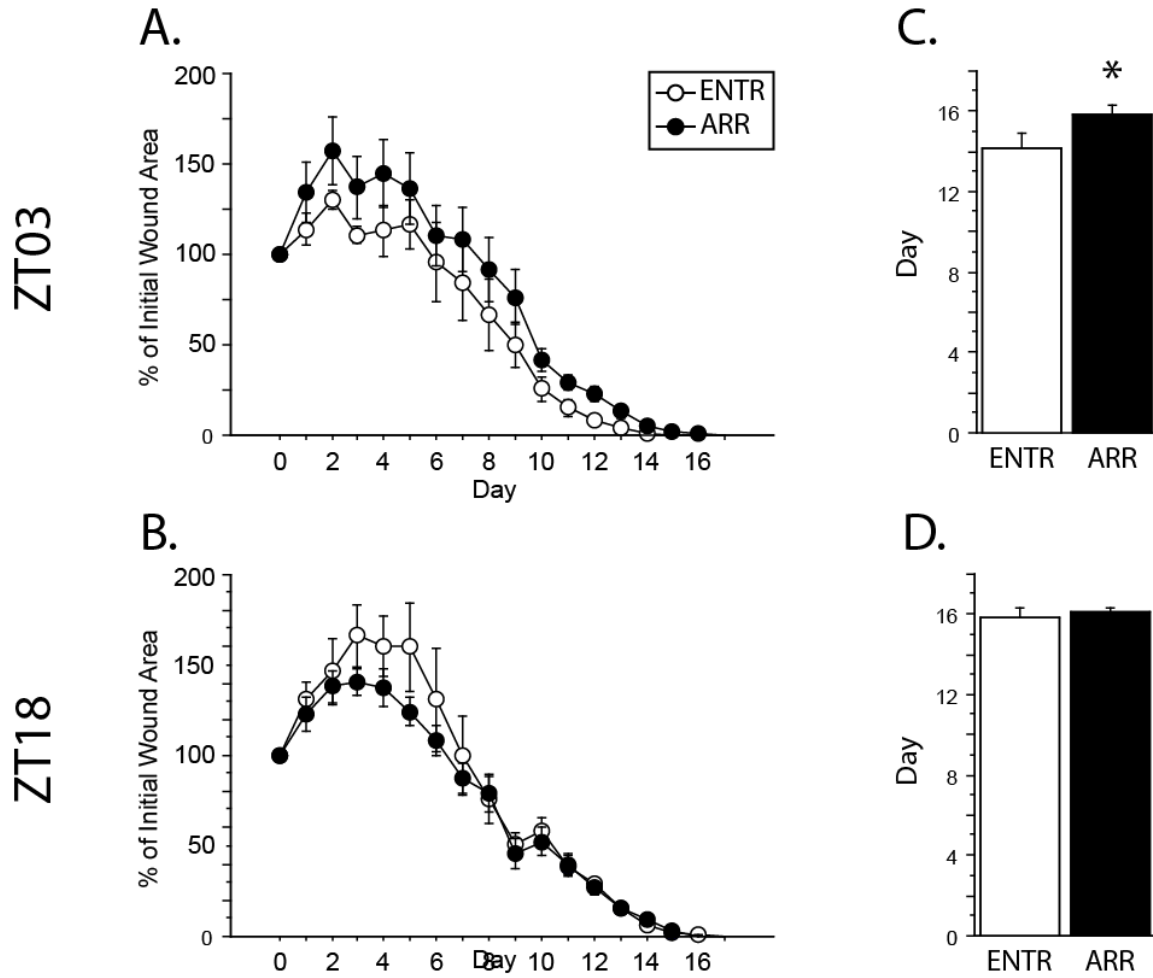 A.
C.
ZT03
% of Initial Wound Area
200
150
100
50
0
0 2 4 6 8 10 12 14 16
Day
ENTR
ARR
*
Day
16
12
8
4
0
ENTR ARR
B.
D.
ZT18
% of Initial Wound Area
200
150
100
50
0
0 2 4 6 8 10 12 14 16
Day
Day
16
12
8
4
0
ENTR ARR